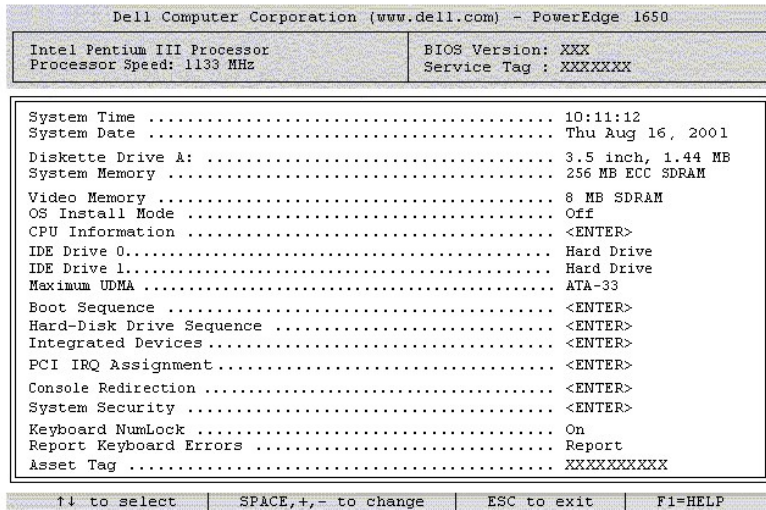 Dell Computer Corporation (www.dell.com) - PowerEdge 1650
Intel Pentium III Processor
Processor Speed: 1133 MHz
BIOS Version: XXX
Service Tag : XXXXXXX
System Time ........................................... 10:11:12
System Date ........................................... Thu Aug 16, 2001
Diskette Drive A: ..................................... 3.5 inch, 1.44 MB
System Memory ......................................... 256 MB ECC SDRAM
Video Memory .......................................... 8 MB SDRAM
OS Install Mode ....................................... Off
CPU Information ....................................... <ENTER>
IDE Drive 0............................................ Hard Drive
IDE Drive 1............................................ Hard Drive
Maximum UDMA .......................................... ATA-33
Boot Sequence ......................................... <ENTER>
Hard-Disk Drive Sequence .............................. <ENTER>
Integrated Devices..................................... <ENTER>
PCI IRQ Assignment..................................... <ENTER>
Console Redirection ................................... <ENTER>
System Security ....................................... <ENTER>
Keyboard NumLock ...................................... On
Report Keyboard Errors ................................ Report
Asset Tag ............................................. XXXXXXXXXX
↑↓ to select | SPACE,+,- to change | ESC to exit | F1=HELP